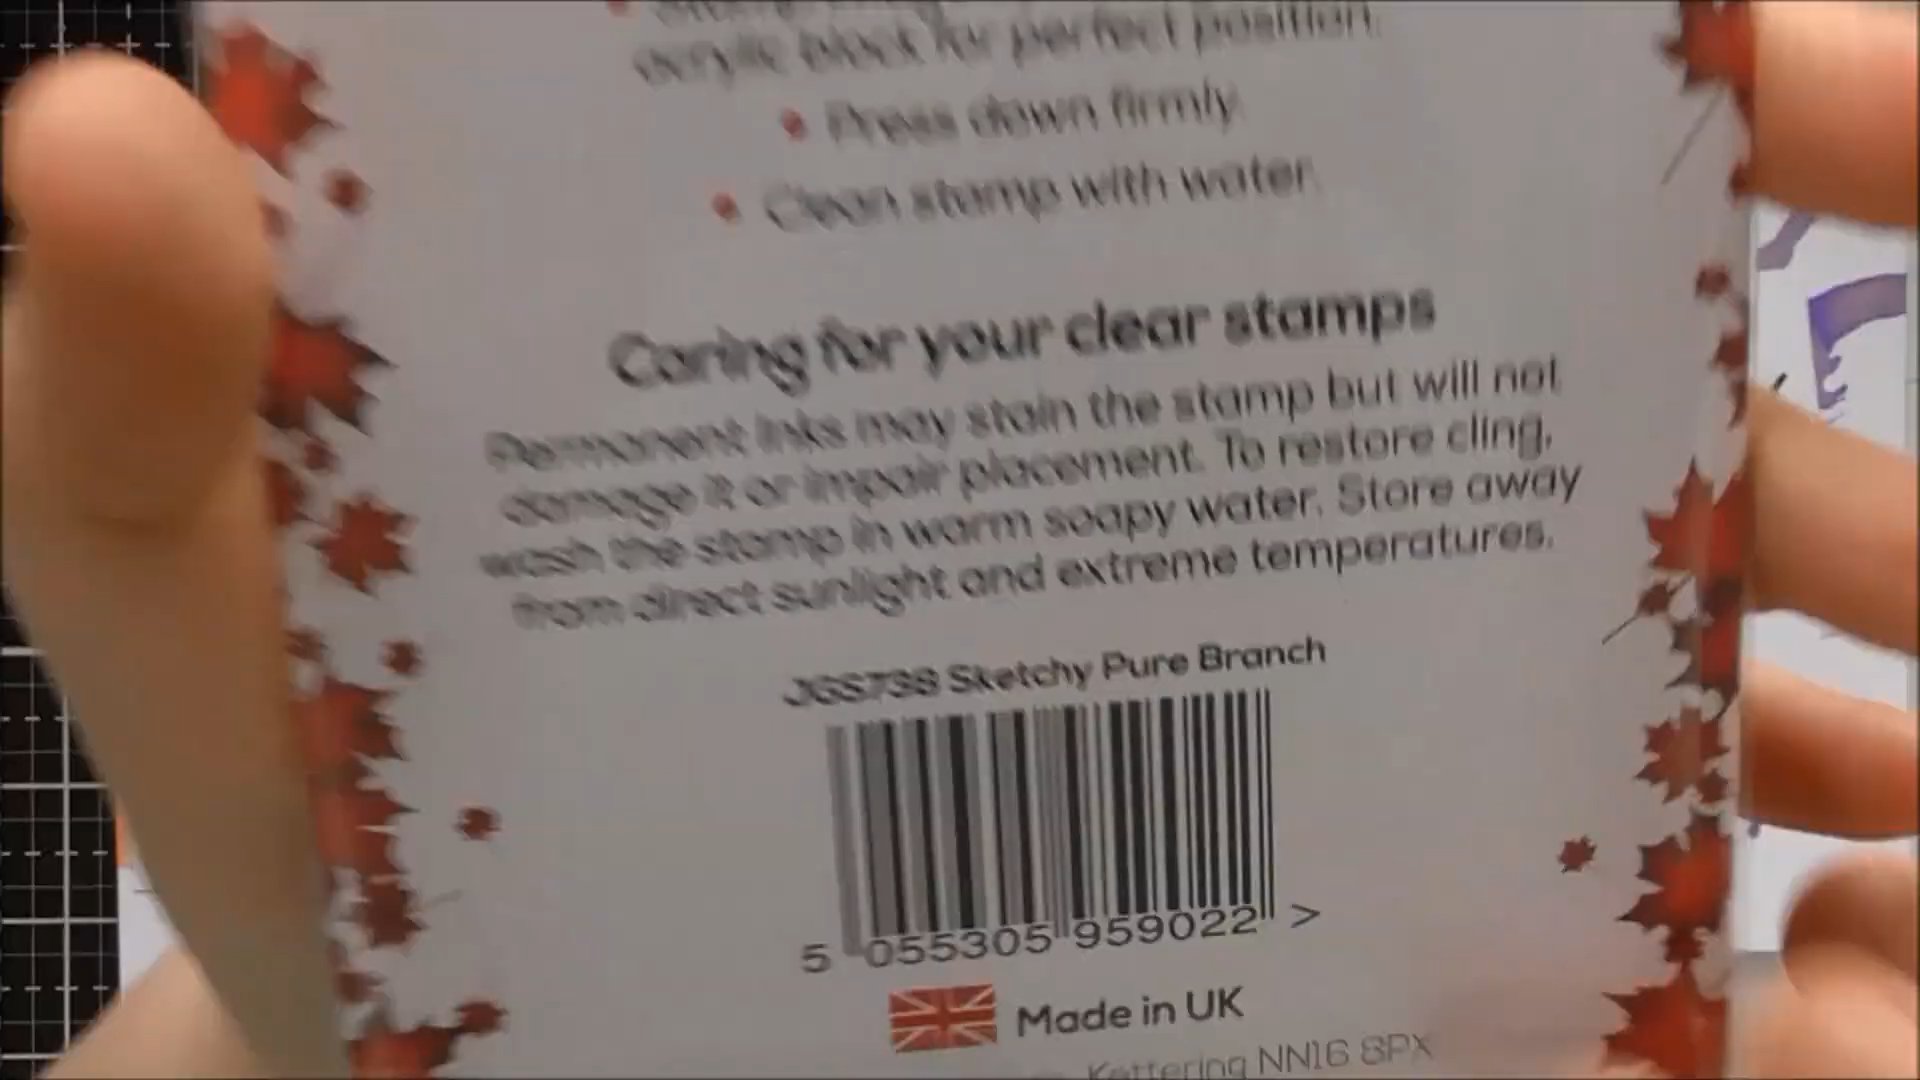 acrylic block for perfect position.
• Press down firmly.
• Clean stamp with water.
Caring for your clear stamps
Permanent inks may stain the stamp but will not
damage it or impair placement. To restore cling,
wash the stamp in warm soapy water. Store away
from direct sunlight and extreme temperatures.
JGS738 Sketchy Pure Branch
5 055305 959022 >
Made in UK
Kettering NN16 8PX